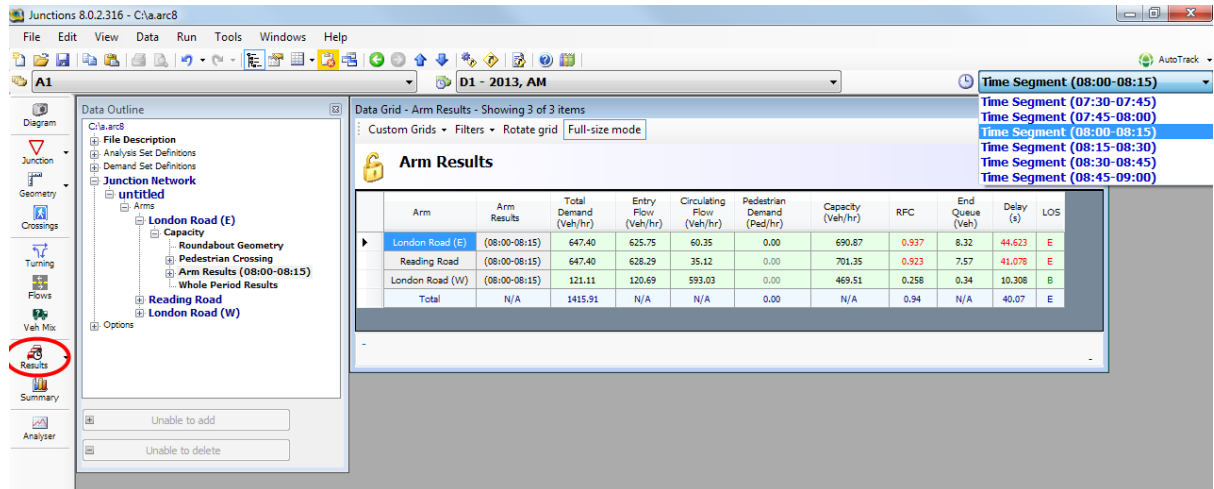 Junctions 8.0.2.316 - C:\a.arc8
File Edit View Data Run Tools Windows Help
AutoTrack
A1
D1 - 2013, AM
Time Segment (08:00-08:15)
Time Segment (07:30-07:45)
Time Segment (07:45-08:00)
Time Segment (08:00-08:15)
Time Segment (08:15-08:30)
Time Segment (08:30-08:45)
Time Segment (08:45-09:00)
Diagram
Junction
Geometry
Crossings
Turning
Flows
Veh Mix
Results
Summary
Analyser
Data Outline
C:\a.arc8
File Description
Analysis Set Definitions
Demand Set Definitions
Junction Network
untitled
Arms
London Road (E)
Capacity
Roundabout Geometry
Pedestrian Crossing
Arm Results (08:00-08:15)
Whole Period Results
Reading Road
London Road (W)
Options
Unable to add
Unable to delete
Data Grid - Arm Results - Showing 3 of 3 items
Custom Grids Filters Rotate grid Full-size mode
Arm Results
Arm Arm Results Total Demand (Veh/hr) Entry Flow (Veh/hr) Circulating Flow (Veh/hr) Pedestrian Demand (Ped/hr) Capacity (Veh/hr) RFC End Queue (Veh) Delay (s) LOS
London Road (E) (08:00-08:15) 647.40 625.75 60.35 0.00 690.87 0.937 8.32 44.623 E
Reading Road (08:00-08:15) 647.40 628.29 35.12 0.00 701.35 0.923 7.57 41.078 E
London Road (W) (08:00-08:15) 121.11 120.69 593.03 0.00 469.51 0.258 0.34 10.308 B
Total N/A 1415.91 N/A N/A 0.00 N/A 0.94 N/A 40.07 E